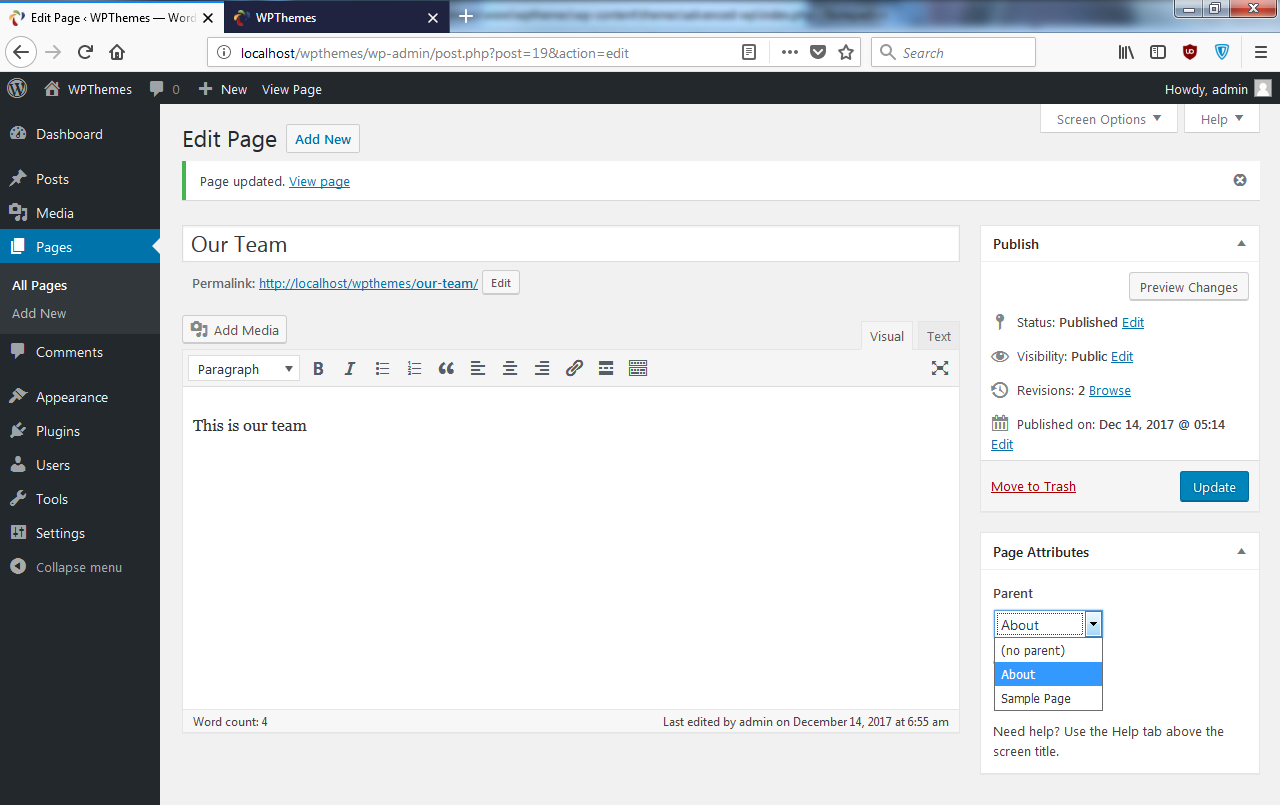 Edit Page ‹ WPThemes — Word
WPThemes
localhost/wpthemes/wp-admin/post.php?post=19&action=edit
Search
WPThemes
0
New
View Page
Howdy, admin
Dashboard
Posts
Media
Pages
All Pages
Add New
Comments
Appearance
Plugins
Users
Tools
Settings
Collapse menu
Screen Options
Help
Edit Page
Add New
Page updated. View page
Our Team
Permalink: http://localhost/wpthemes/our-team/ Edit
Add Media
Visual
Text
Paragraph
This is our team
Word count: 4
Last edited by admin on December 14, 2017 at 6:55 am
Publish
Preview Changes
Status: Published Edit
Visibility: Public Edit
Revisions: 2 Browse
Published on: Dec 14, 2017 @ 05:14
Edit
Move to Trash
Update
Page Attributes
Parent
About
(no parent)
About
Sample Page
Need help? Use the Help tab above the
screen title.